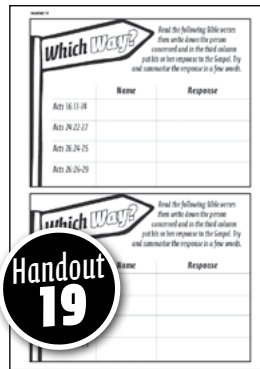 Which Way?
Read the following Bible verses
then write down the person
concerned and in the third column
put his or her response to the Gospel. Try
and summarise the response in a few words.
Name Response
Acts 16:11-14
Acts 24:22-27
Acts 26:24-25
Acts 26:26-29
Which Way?
Read the following Bible verses
then write down the person
concerned and in the third column
put his or her response to the Gospel. Try
and summarise the response in a few words.
Name Response
Handout
19